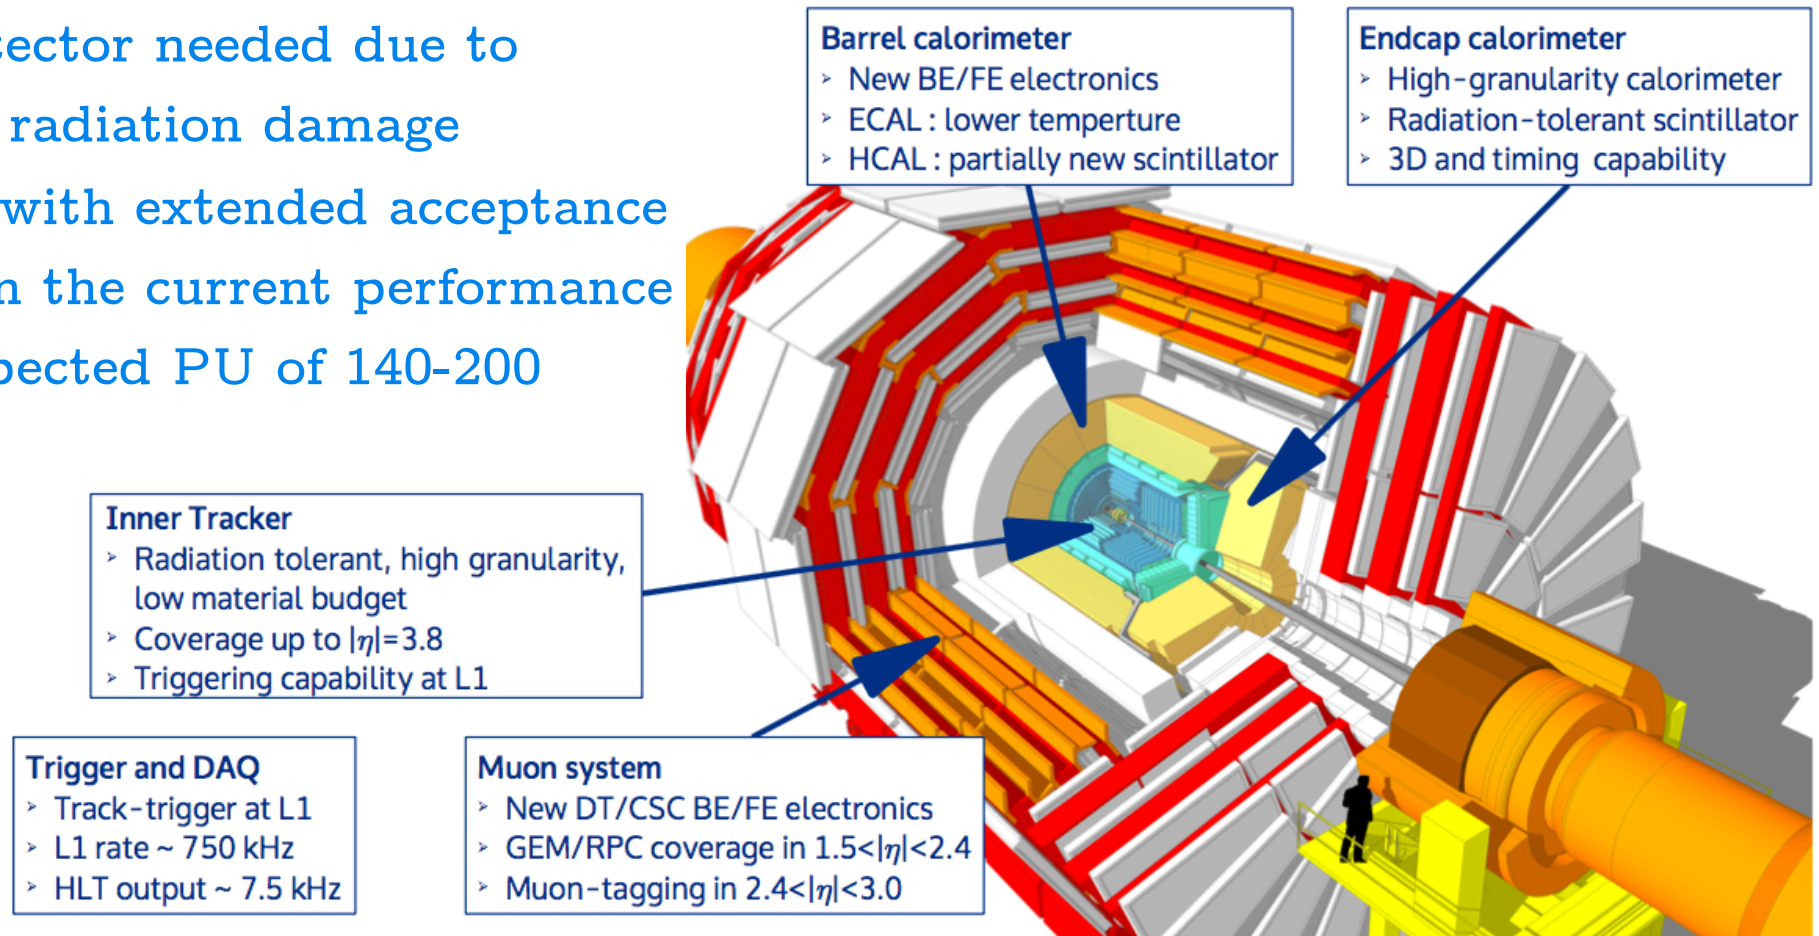 tector needed due to
radiation damage
with extended acceptance
n the current performance
pected PU of 140-200
Barrel calorimeter
➢ New BE/FE electronics
➢ ECAL : lower temperture
➢ HCAL : partially new scintillator
Endcap calorimeter
➢ High-granularity calorimeter
➢ Radiation-tolerant scintillator
➢ 3D and timing capability
Inner Tracker
➢ Radiation tolerant, high granularity,
low material budget
➢ Coverage up to |η|=3.8
➢ Triggering capability at L1
Trigger and DAQ
➢ Track-trigger at L1
➢ L1 rate ~ 750 kHz
➢ HLT output ~ 7.5 kHz
Muon system
➢ New DT/CSC BE/FE electronics
➢ GEM/RPC coverage in 1.5<|η|<2.4
➢ Muon-tagging in 2.4<|η|<3.0